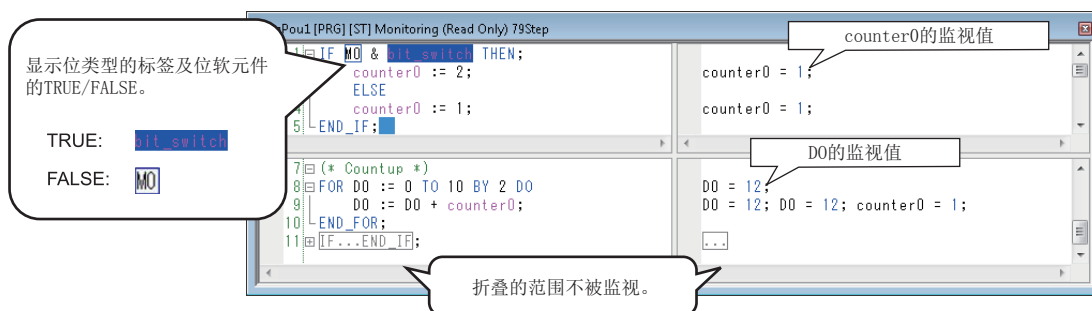 Pou1 [PRG] [ST] Monitoring (Read Only) 79Step
显示位类型的标签及位软元件
的TRUE/FALSE。
TRUE: bit_switch
FALSE: M0
1 IF M0 & bit_switch THEN;
counter0 := 2;
ELSE
4 counter0 := 1;
5 END_IF;
counter0的监视值
counter0 = 1;
counter0 = 1;
7 (* Countup *)
8 FOR D0 := 0 TO 10 BY 2 DO
9 D0 := D0 + counter0;
10 END_FOR;
11 IF...END_IF;
D0的监视值
D0 = 12;
D0 = 12; D0 = 12; counter0 = 1;
...
折叠的范围不被监视。